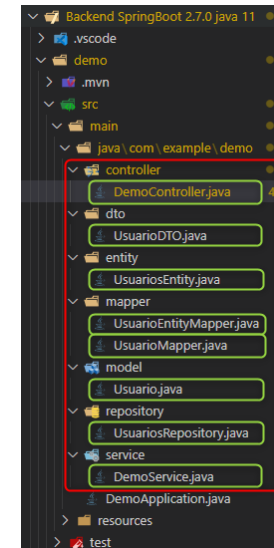 Backend SpringBoot 2.7.0 java 11
.vscode
demo
.mvn
src
main
java\com\example\demo
controller
DemoController.java
4
dto
UsuarioDTO.java
entity
UsuariosEntity.java
mapper
UsuarioEntityMapper.java
UsuarioMapper.java
model
Usuario.java
repository
UsuariosRepository.java
service
DemoService.java
DemoApplication.java
resources
test